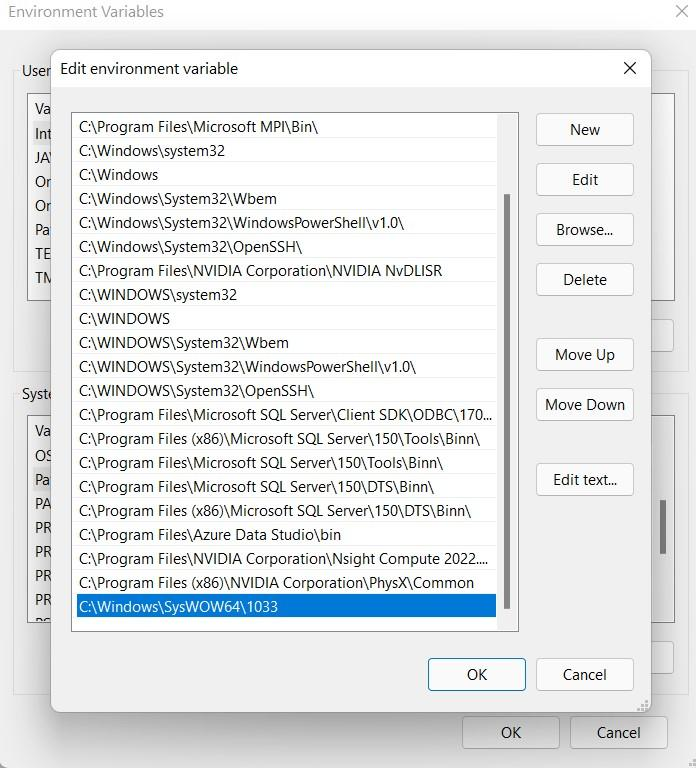 Environment Variables
User
Edit environment variable
Va
Int
JA
On
On
Pa
TE
TM
C:\Program Files\Microsoft MPI\Bin\
C:\Windows\system32
C:\Windows
C:\Windows\System32\Wbem
C:\Windows\System32\WindowsPowerShell\v1.0\
C:\Windows\System32\OpenSSH\
C:\Program Files\NVIDIA Corporation\NVIDIA NvDLISR
C:\WINDOWS\system32
C:\WINDOWS
C:\WINDOWS\System32\Wbem
C:\WINDOWS\System32\WindowsPowerShell\v1.0\
C:\WINDOWS\System32\OpenSSH\
C:\Program Files\Microsoft SQL Server\Client SDK\ODBC\170...
C:\Program Files (x86)\Microsoft SQL Server\150\Tools\Binn\
C:\Program Files\Microsoft SQL Server\150\Tools\Binn\
C:\Program Files\Microsoft SQL Server\150\DTS\Binn\
C:\Program Files (x86)\Microsoft SQL Server\150\DTS\Binn\
C:\Program Files\Azure Data Studio\bin
C:\Program Files\NVIDIA Corporation\Nsight Compute 2022....
C:\Program Files (x86)\NVIDIA Corporation\PhysX\Common
C:\Windows\SysWOW64\1033
New
Edit
Browse...
Delete
Move Up
Move Down
Edit text...
Syste
Va
OS
Pa
PA
PR
PR
PR
PR
OK
Cancel
OK
Cancel